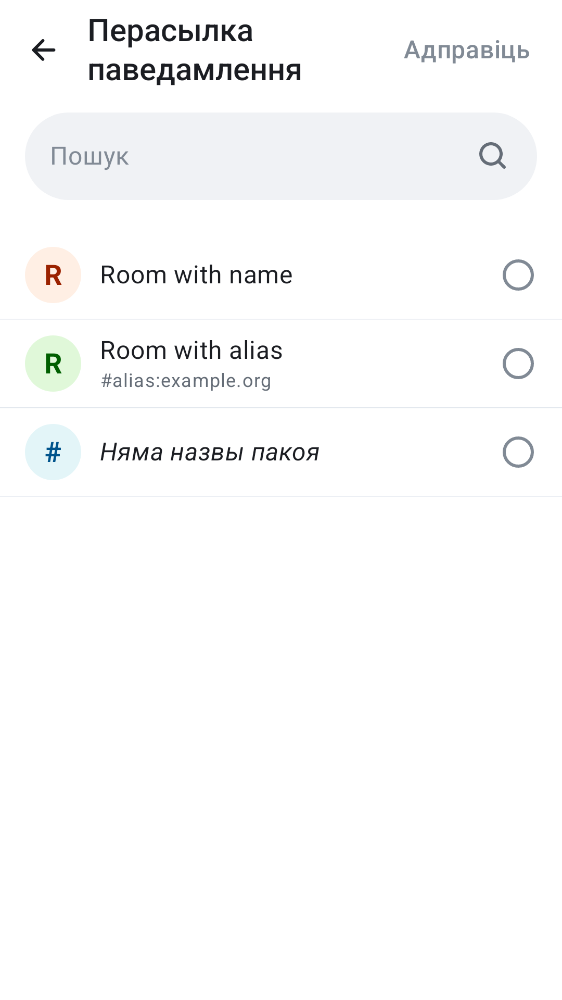 Перасылка
паведамлення
Адправіць
Пошук
R
Room with name
R
Room with alias
#alias:example.org
#
Няма назвы пакоя